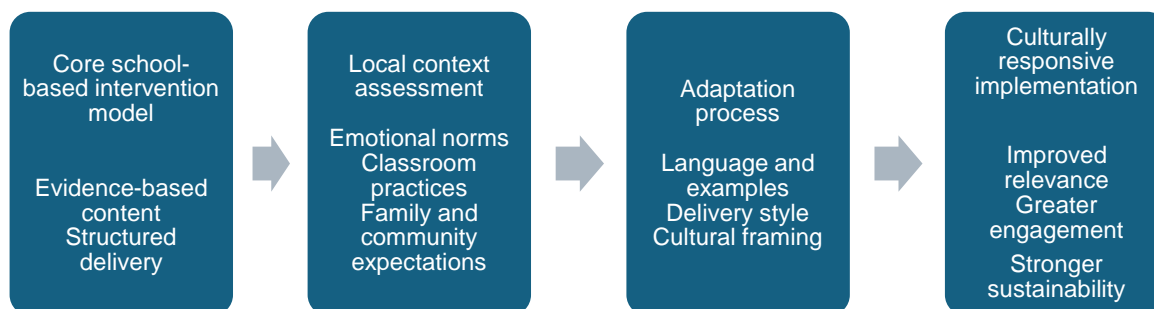 Core school-
based intervention
model
Evidence-based
content
Structured
delivery
Local context
assessment
Emotional norms
Classroom
practices
Family and
community
expectations
Adaptation
process
Language and
examples
Delivery style
Cultural framing
Culturally
responsive
implementation
Improved
relevance
Greater
engagement
Stronger
sustainability